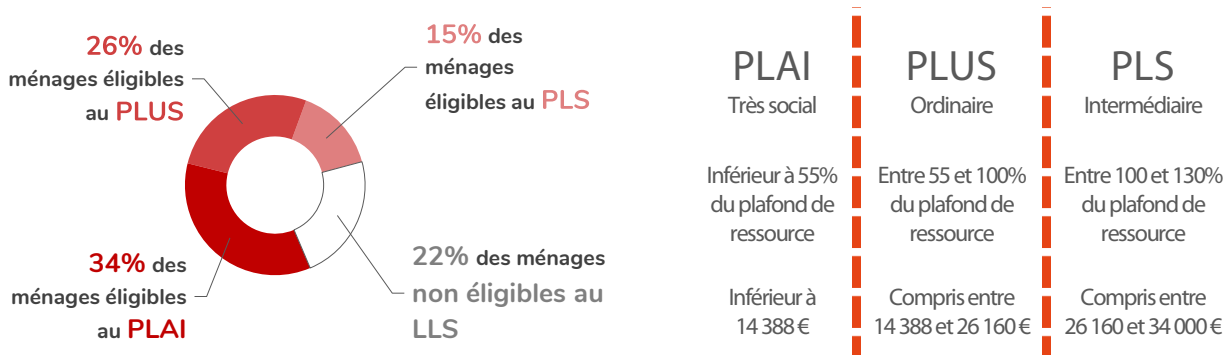 26% des
ménages éligibles
au PLUS
15% des
ménages
éligibles au PLS
34% des
ménages éligibles
au PLAI
22% des ménages
non éligibles au
LLS
PLAI
Très social
Inférieur à 55%
du plafond de
ressource
Inférieur à
14 388 €
PLUS
Ordinaire
Entre 55 et 100%
du plafond de
ressource
Compris entre
14 388 et 26 160 €
PLS
Intermédiaire
Entre 100 et 130%
du plafond de
ressource
Compris entre
26 160 et 34 000 €